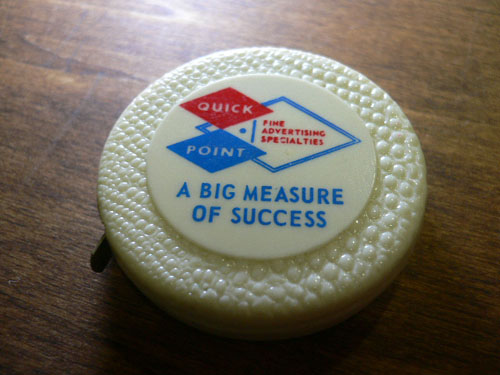 QUICK
POINT
FINE
ADVERTISING
SPECIALTIES
A BIG MEASURE
OF SUCCESS